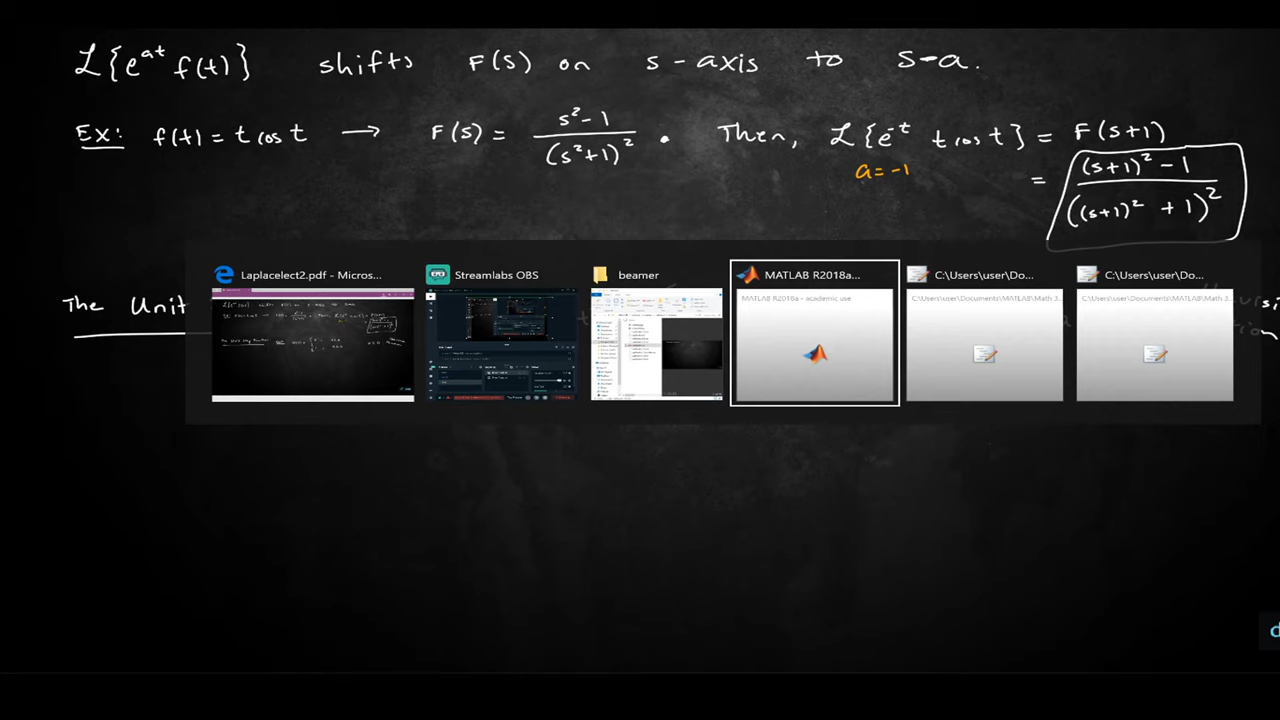 ℒ{e^{at} f(t)} shifts F(s) on s-axis to s-a.
Ex: f(t) = t cos t → F(s) = (s²-1)/(s²+1)² . Then, ℒ{e^{-t} t cos t} = F(s+1)
a = -1
= ((s+1)²-1)/((s+1)²+1)²
Laplacelect2.pdf - Micros...
Streamlabs OBS
beamer
MATLAB R2018a...
C:\Users\user\Do...
C:\Users\user\Do...
MATLAB R2018a - academic use
C:\Users\user\Documents\MATLAB\Math 3...
C:\Users\user\Documents\MATLAB\Math 3...
The Unit